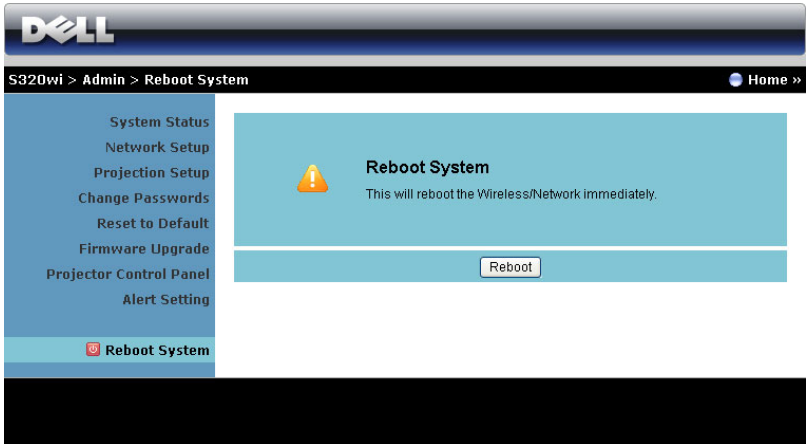 DELL
S320wi > Admin > Reboot System
Home »
System Status
Network Setup
Projection Setup
Change Passwords
Reset to Default
Firmware Upgrade
Projector Control Panel
Alert Setting
Reboot System
Reboot System
This will reboot the Wireless/Network immediately.
Reboot